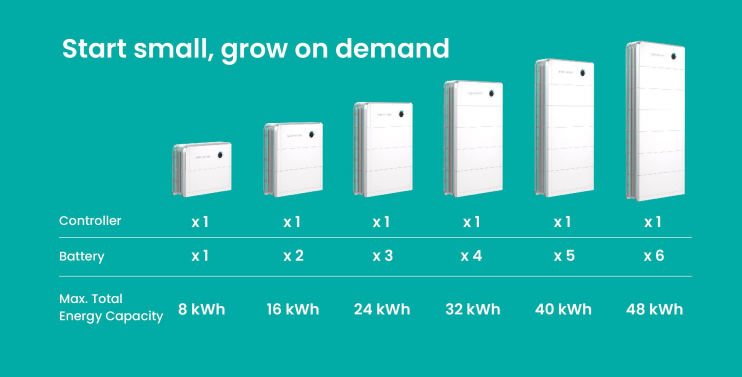 Start small, grow on demand
Controller x 1 x 1 x 1 x 1 x 1 x 1
Battery x 1 x 2 x 3 x 4 x 5 x 6
Max. Total
Energy Capacity 8 kWh 16 kWh 24 kWh 32 kWh 40 kWh 48 kWh